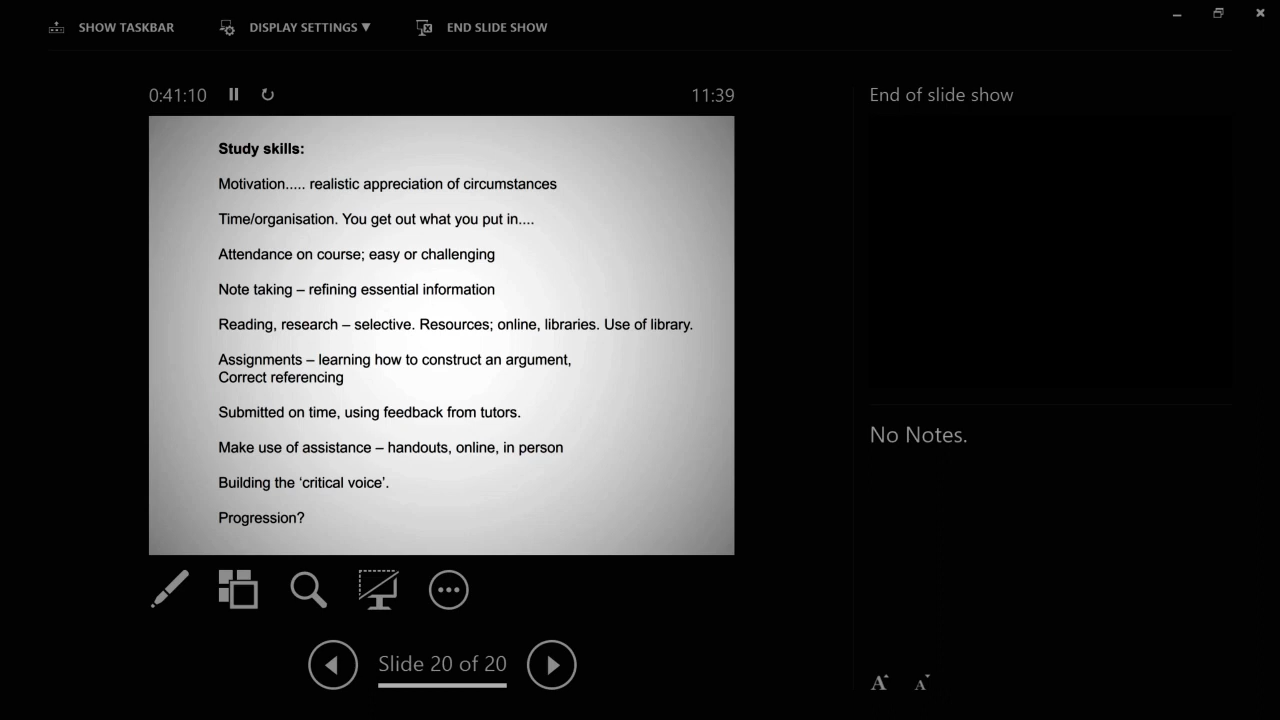 SHOW TASKBAR
DISPLAY SETTINGS ▼
END SLIDE SHOW
0:41:10
11:39
Study skills:
Motivation..... realistic appreciation of circumstances
Time/organisation. You get out what you put in....
Attendance on course; easy or challenging
Note taking – refining essential information
Reading, research – selective. Resources; online, libraries. Use of library.
Assignments – learning how to construct an argument,
Correct referencing
Submitted on time, using feedback from tutors.
Make use of assistance – handouts, online, in person
Building the ‘critical voice’.
Progression?
Slide 20 of 20
End of slide show
No Notes.
A A